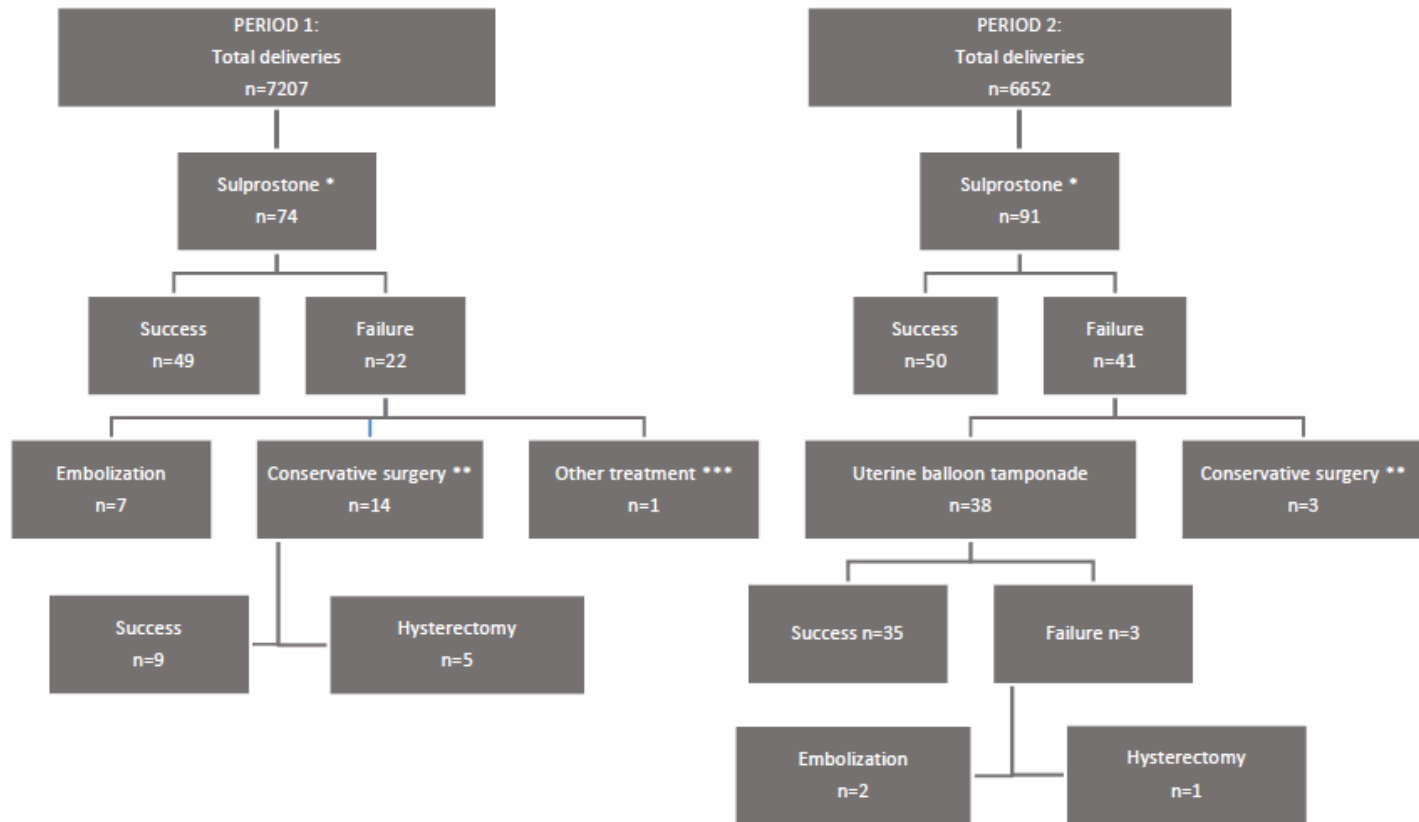 PERIOD 1:
Total deliveries
n=7207
Sulprostone *
n=74
Success
n=49
Failure
n=22
Embolization
n=7
Conservative surgery **
n=14
Other treatment ***
n=1
Success
n=9
Hysterectomy
n=5
PERIOD 2:
Total deliveries
n=6652
Sulprostone *
n=91
Success
n=50
Failure
n=41
Uterine balloon tamponade
n=38
Conservative surgery **
n=3
Success n=35
Failure n=3
Embolization
n=2
Hysterectomy
n=1